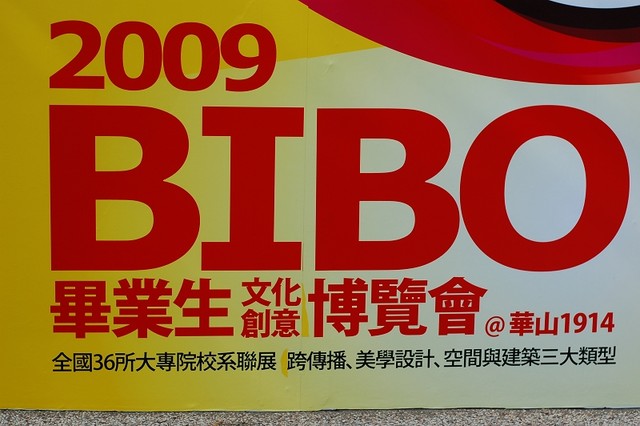 2009
BIBO
畢業生文化創意博覽會@華山1914
全國36所大專院校系聯展 跨傳播、美學設計、空間與建築三大類型